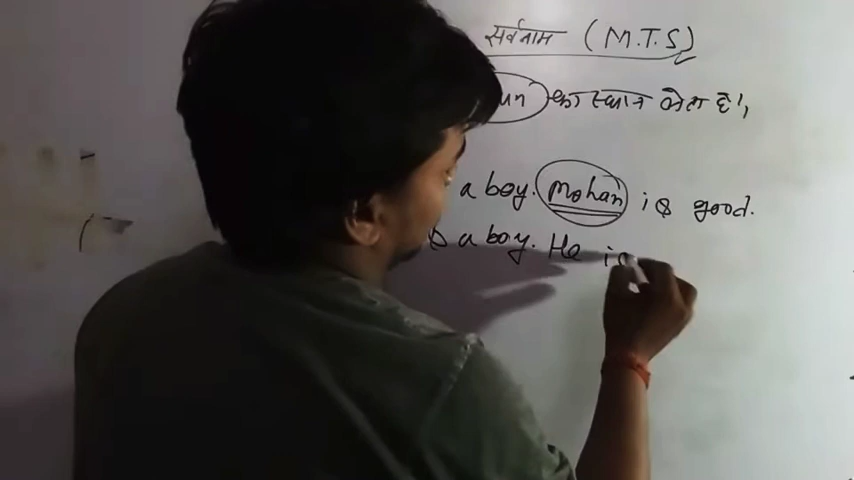 सर्वनाम (M.T.S)
un का स्थान लेता है।,
a boy. Mohan is good.
s a boy. He is